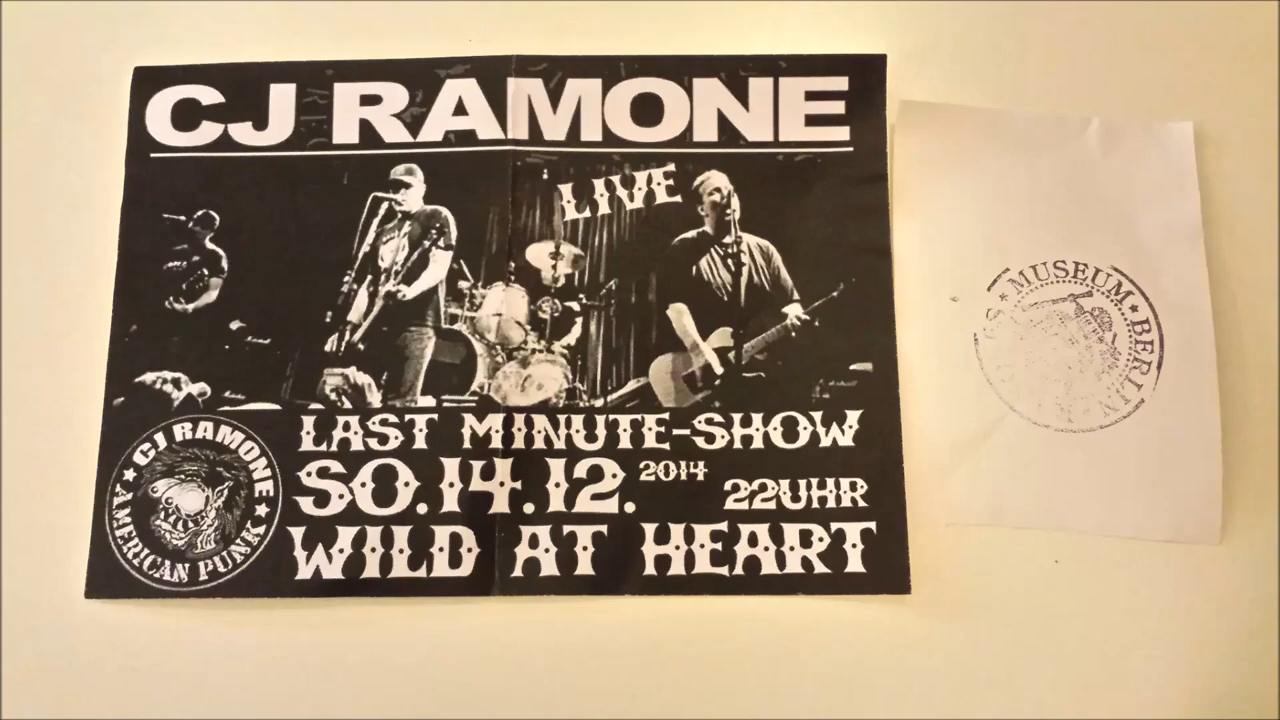 CJ RAMONE
LIVE
LAST MINUTE-SHOW
SO.14.12. 2014 22UHR
WILD AT HEART
CJ RAMONE
★ AMERICAN PUNK ★
★ MUSEUM ★ BERLIN